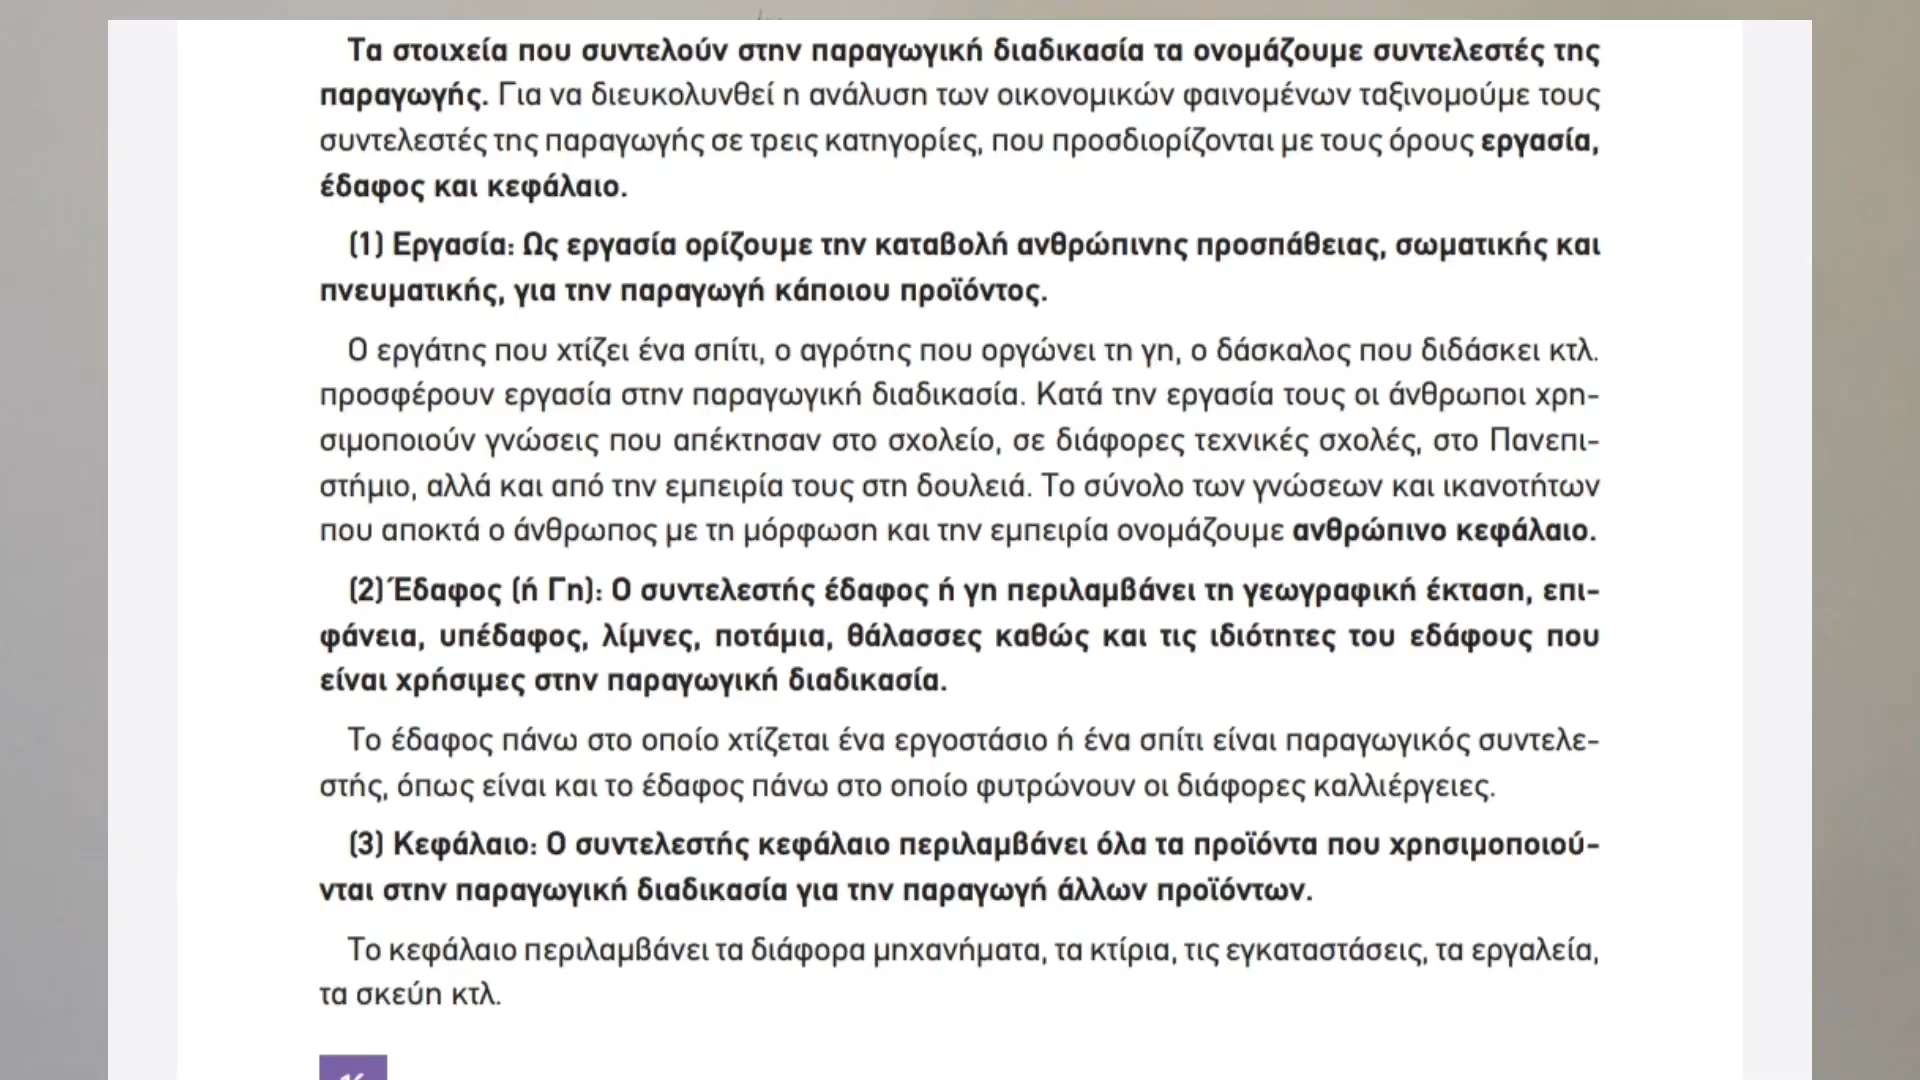 Τα στοιχεία που συντελούν στην παραγωγική διαδικασία τα ονομάζουμε συντελεστές της
παραγωγής. Για να διευκολυνθεί η ανάλυση των οικονομικών φαινομένων ταξινομούμε τους
συντελεστές της παραγωγής σε τρεις κατηγορίες, που προσδιορίζονται με τους όρους εργασία,
έδαφος και κεφάλαιο.
(1) Εργασία: Ως εργασία ορίζουμε την καταβολή ανθρώπινης προσπάθειας, σωματικής και
πνευματικής, για την παραγωγή κάποιου προϊόντος.
Ο εργάτης που χτίζει ένα σπίτι, ο αγρότης που οργώνει τη γη, ο δάσκαλος που διδάσκει κτλ.
προσφέρουν εργασία στην παραγωγική διαδικασία. Κατά την εργασία τους οι άνθρωποι χρη-
σιμοποιούν γνώσεις που απέκτησαν στο σχολείο, σε διάφορες τεχνικές σχολές, στο Πανεπι-
στήμιο, αλλά και από την εμπειρία τους στη δουλειά. Το σύνολο των γνώσεων και ικανοτήτων
που αποκτά ο άνθρωπος με τη μόρφωση και την εμπειρία ονομάζουμε ανθρώπινο κεφάλαιο.
(2) Έδαφος (ή Γη): Ο συντελεστής έδαφος ή γη περιλαμβάνει τη γεωγραφική έκταση, επι-
φάνεια, υπέδαφος, λίμνες, ποτάμια, θάλασσες καθώς και τις ιδιότητες του εδάφους που
είναι χρήσιμες στην παραγωγική διαδικασία.
Το έδαφος πάνω στο οποίο χτίζεται ένα εργοστάσιο ή ένα σπίτι είναι παραγωγικός συντελε-
στής, όπως είναι και το έδαφος πάνω στο οποίο φυτρώνουν οι διάφορες καλλιέργειες.
(3) Κεφάλαιο: Ο συντελεστής κεφάλαιο περιλαμβάνει όλα τα προϊόντα που χρησιμοποιού-
νται στην παραγωγική διαδικασία για την παραγωγή άλλων προϊόντων.
Το κεφάλαιο περιλαμβάνει τα διάφορα μηχανήματα, τα κτίρια, τις εγκαταστάσεις, τα εργαλεία,
τα σκεύη κτλ.